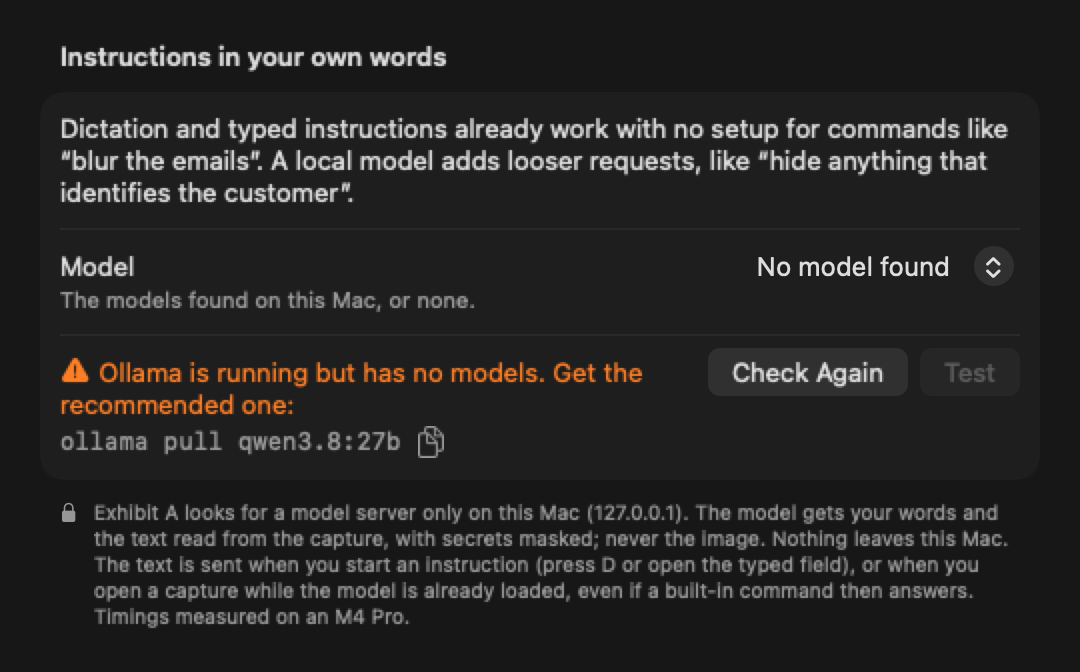 Instructions in your own words
Dictation and typed instructions already work with no setup for commands like
“blur the emails”. A local model adds looser requests, like “hide anything that
identifies the customer”.
Model
No model found
The models found on this Mac, or none.
Ollama is running but has no models. Get the
recommended one:
Check Again
Test
ollama pull qwen3.8:27b
Exhibit A looks for a model server only on this Mac (127.0.0.1). The model gets your words and
the text read from the capture, with secrets masked; never the image. Nothing leaves this Mac.
The text is sent when you start an instruction (press D or open the typed field), or when you
open a capture while the model is already loaded, even if a built-in command then answers.
Timings measured on an M4 Pro.